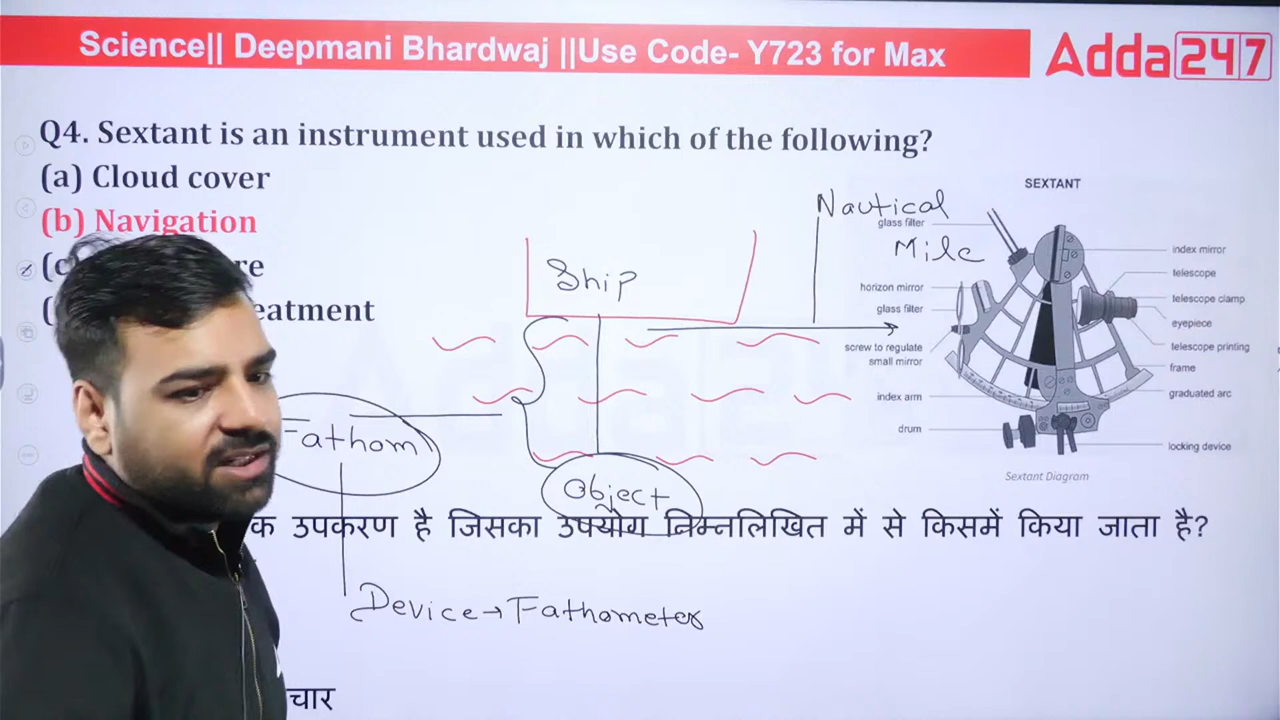 Science|| Deepmani Bhardwaj ||Use Code- Y723 for Max
Adda247
Q4. Sextant is an instrument used in which of the following?
(a) Cloud cover
(b) Navigation
(c) re
( eatment
Nautical
Mile
Ship
Fathom
Object
Device → Fathometer
SEXTANT
glass filter
index mirror
telescope
horizon mirror
telescope clamp
glass filter
eyepiece
screw to regulate
small mirror
telescope printing
frame
index arm
graduated arc
drum
locking device
Sextant Diagram
क उपकरण है जिसका उपयोग निम्नलिखित में से किसमें किया जाता है?
चार